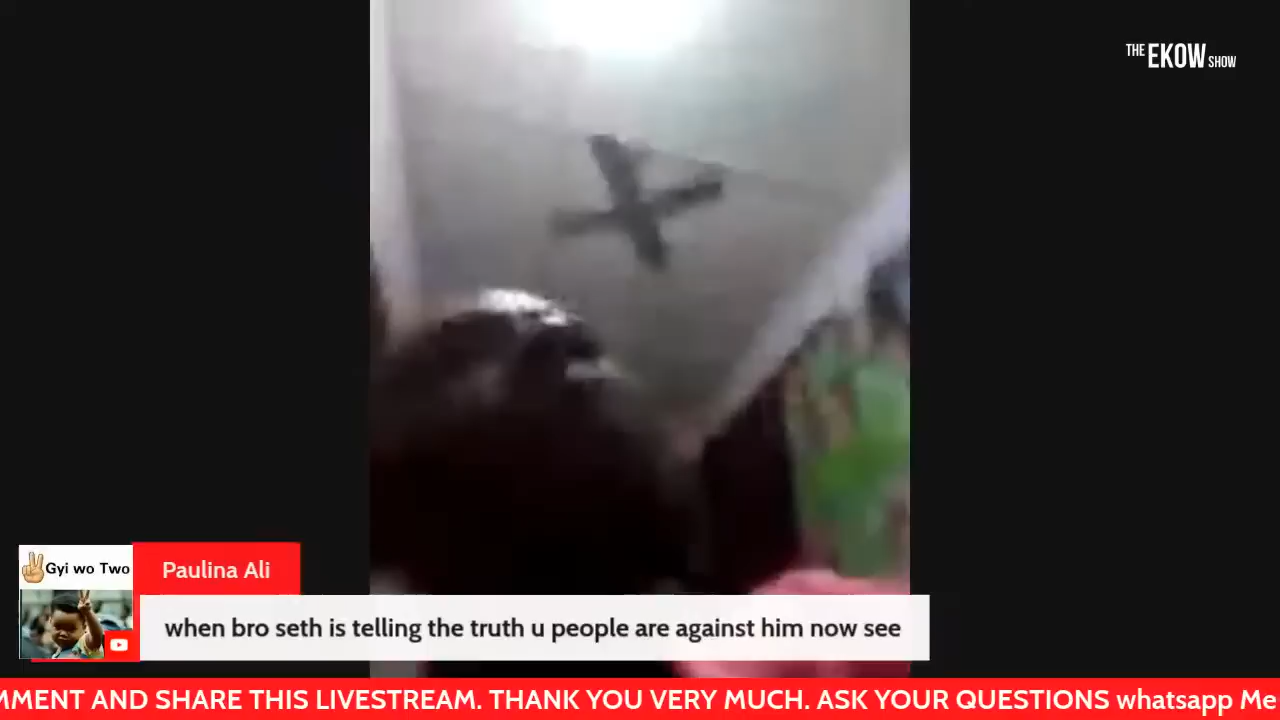 THE EKOW SHOW
Gyi wo Two
Paulina Ali
when bro seth is telling the truth u people are against him now see
MMENT AND SHARE THIS LIVESTREAM. THANK YOU VERY MUCH. ASK YOUR QUESTIONS whatsapp Me